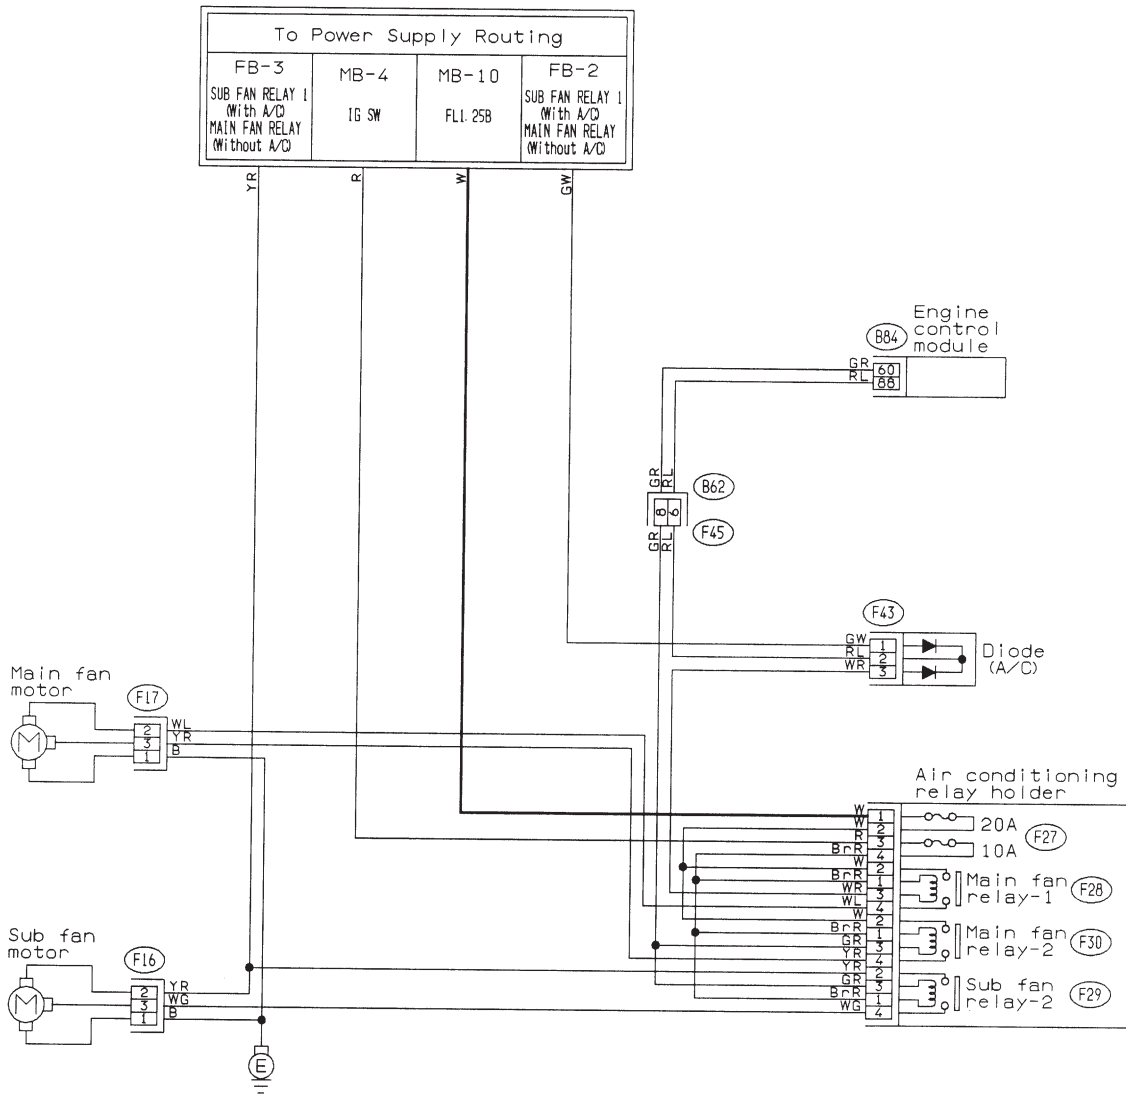 To Power Supply Routing
FB-3
SUB FAN RELAY 1
(With A/C)
MAIN FAN RELAY
(Without A/C)
MB-4
IG SW
MB-10
FL1. 25B
FB-2
SUB FAN RELAY 1
(With A/C)
MAIN FAN RELAY
(Without A/C)
YR
R
W
GW
Engine
control
module
B84
GR
RL
60
88
GR
RL
B62
8
6
F45
GR
RL
F43
GW
RL
WR
1
2
3
Diode
(A/C)
Main fan
motor
M
F17
2
3
1
WL
YR
B
Air conditioning
relay holder
W
W
R
BrR
W
BrR
WR
WL
W
BrR
GR
YR
YR
GR
BrR
WG
1
2
3
4
2
1
3
4
2
1
3
4
2
3
1
4
20A
10A
F27
Main fan
relay-1
F28
Main fan
relay-2
F30
Sub fan
relay-2
F29
Sub fan
motor
M
F16
2
3
1
YR
WG
B
E